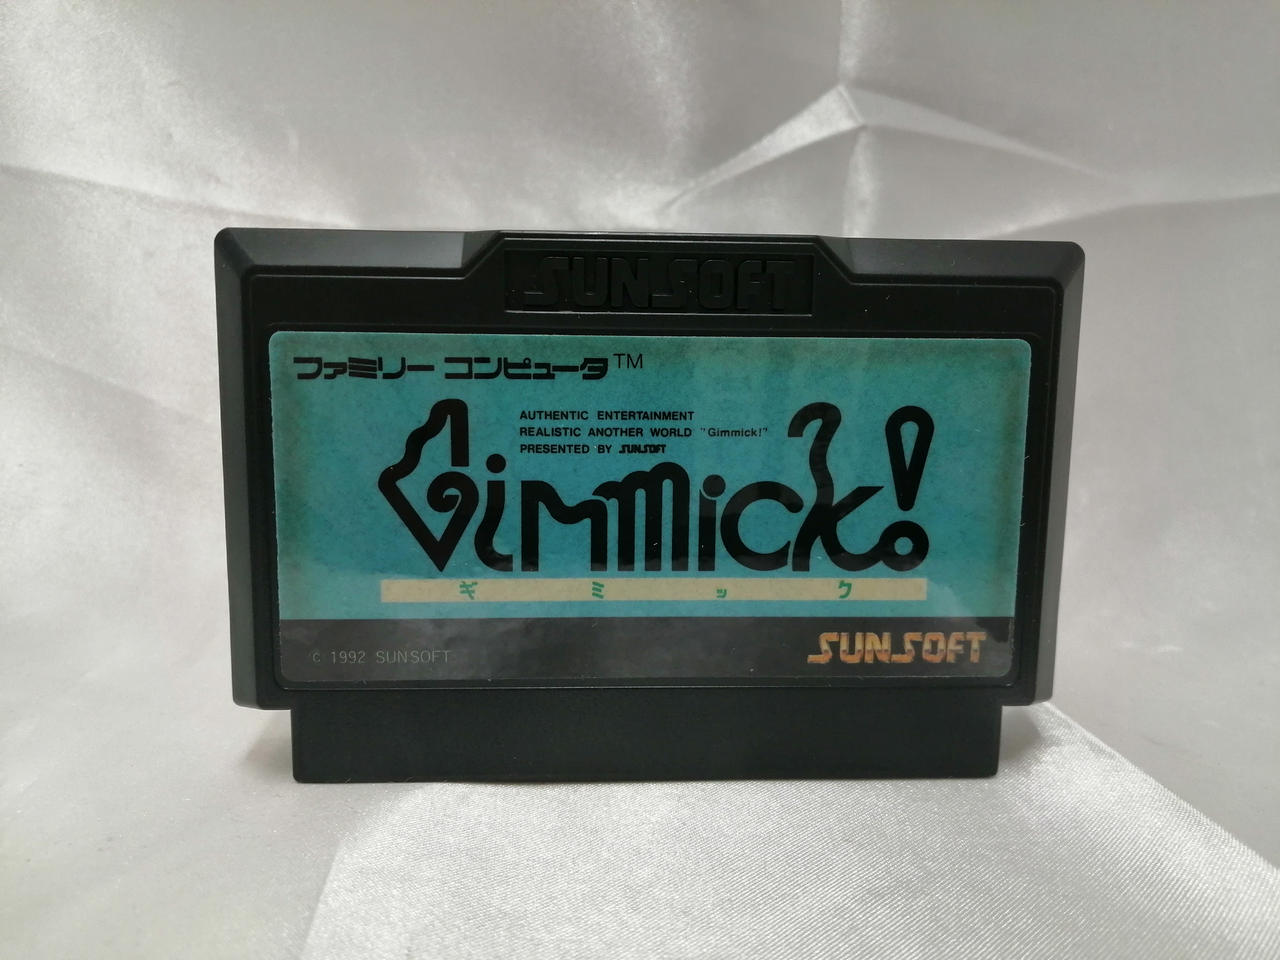 SUNSOFT
ファミリー コンピュータ™
AUTHENTIC ENTERTAINMENT
REALISTIC ANOTHER WORLD "Gimmick!"
PRESENTED BY SUNSOFT
Gimmick!
ギミック
c 1992 SUNSOFT
SUNSOFT